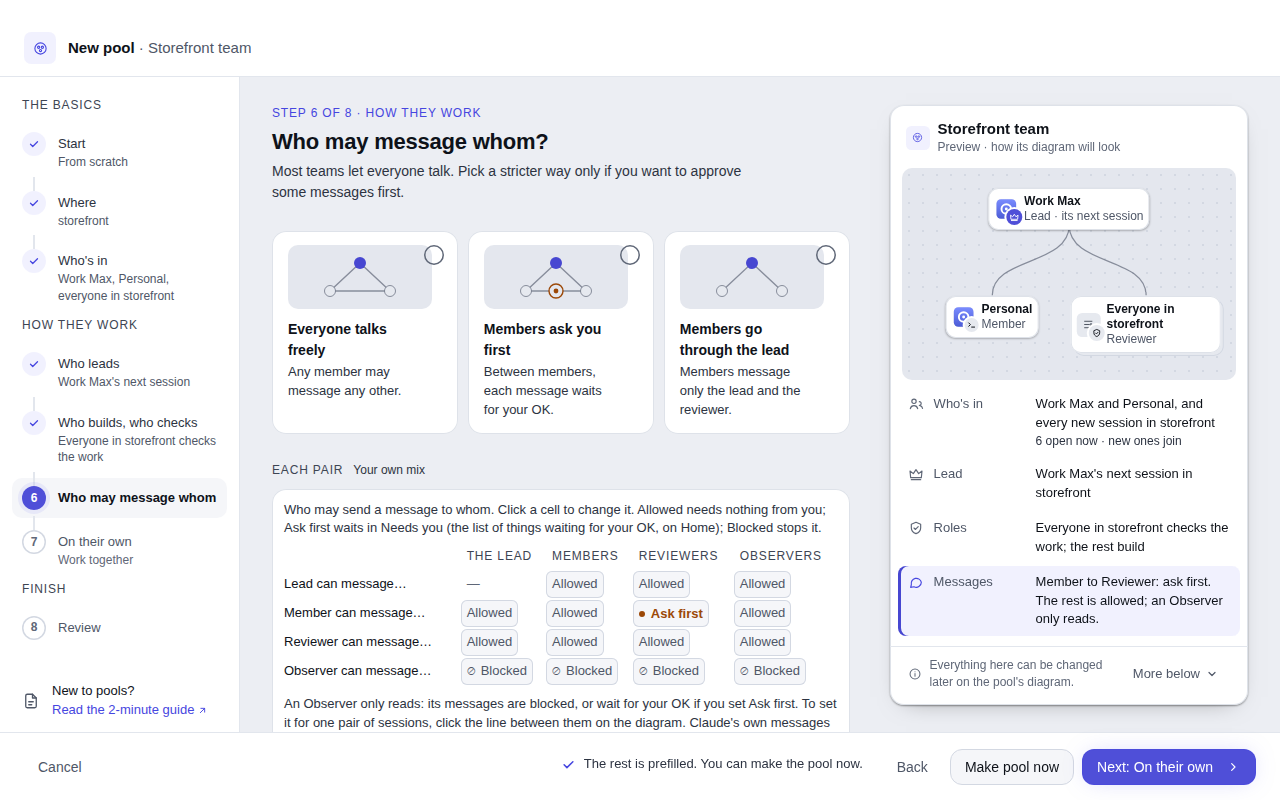 New pool · Storefront team
THE BASICS
Start
From scratch
Where
storefront
Who's in
Work Max, Personal,
everyone in storefront
HOW THEY WORK
Who leads
Work Max's next session
Who builds, who checks
Everyone in storefront checks
the work
6
Who may message whom
7
On their own
Work together
FINISH
8
Review
New to pools?
Read the 2-minute guide
STEP 6 OF 8 · HOW THEY WORK
Who may message whom?
Most teams let everyone talk. Pick a stricter way only if you want to approve
some messages first.
Everyone talks
freely
Any member may
message any other.
Members ask you
first
Between members,
each message waits
for your OK.
Members go
through the lead
Members message
only the lead and the
reviewer.
EACH PAIR Your own mix
Who may send a message to whom. Click a cell to change it. Allowed needs nothing from you;
Ask first waits in Needs you (the list of things waiting for your OK, on Home); Blocked stops it.
THE LEAD MEMBERS REVIEWERS OBSERVERS
Lead can message… — Allowed Allowed Allowed
Member can message… Allowed Allowed Ask first Allowed
Reviewer can message… Allowed Allowed Allowed Allowed
Observer can message… Blocked Blocked Blocked Blocked
An Observer only reads: its messages are blocked, or wait for your OK if you set Ask first. To set
it for one pair of sessions, click the line between them on the diagram. Claude's own messages
Storefront team
Preview · how its diagram will look
Work Max
Lead · its next session
Personal
Member
Everyone in
storefront
Reviewer
Who's in
Work Max and Personal, and
every new session in storefront
6 open now · new ones join
Lead
Work Max's next session in
storefront
Roles
Everyone in storefront checks the
work; the rest build
Messages
Member to Reviewer: ask first.
The rest is allowed; an Observer
only reads.
Everything here can be changed
later on the pool's diagram.
More below
Cancel
The rest is prefilled. You can make the pool now.
Back
Make pool now
Next: On their own